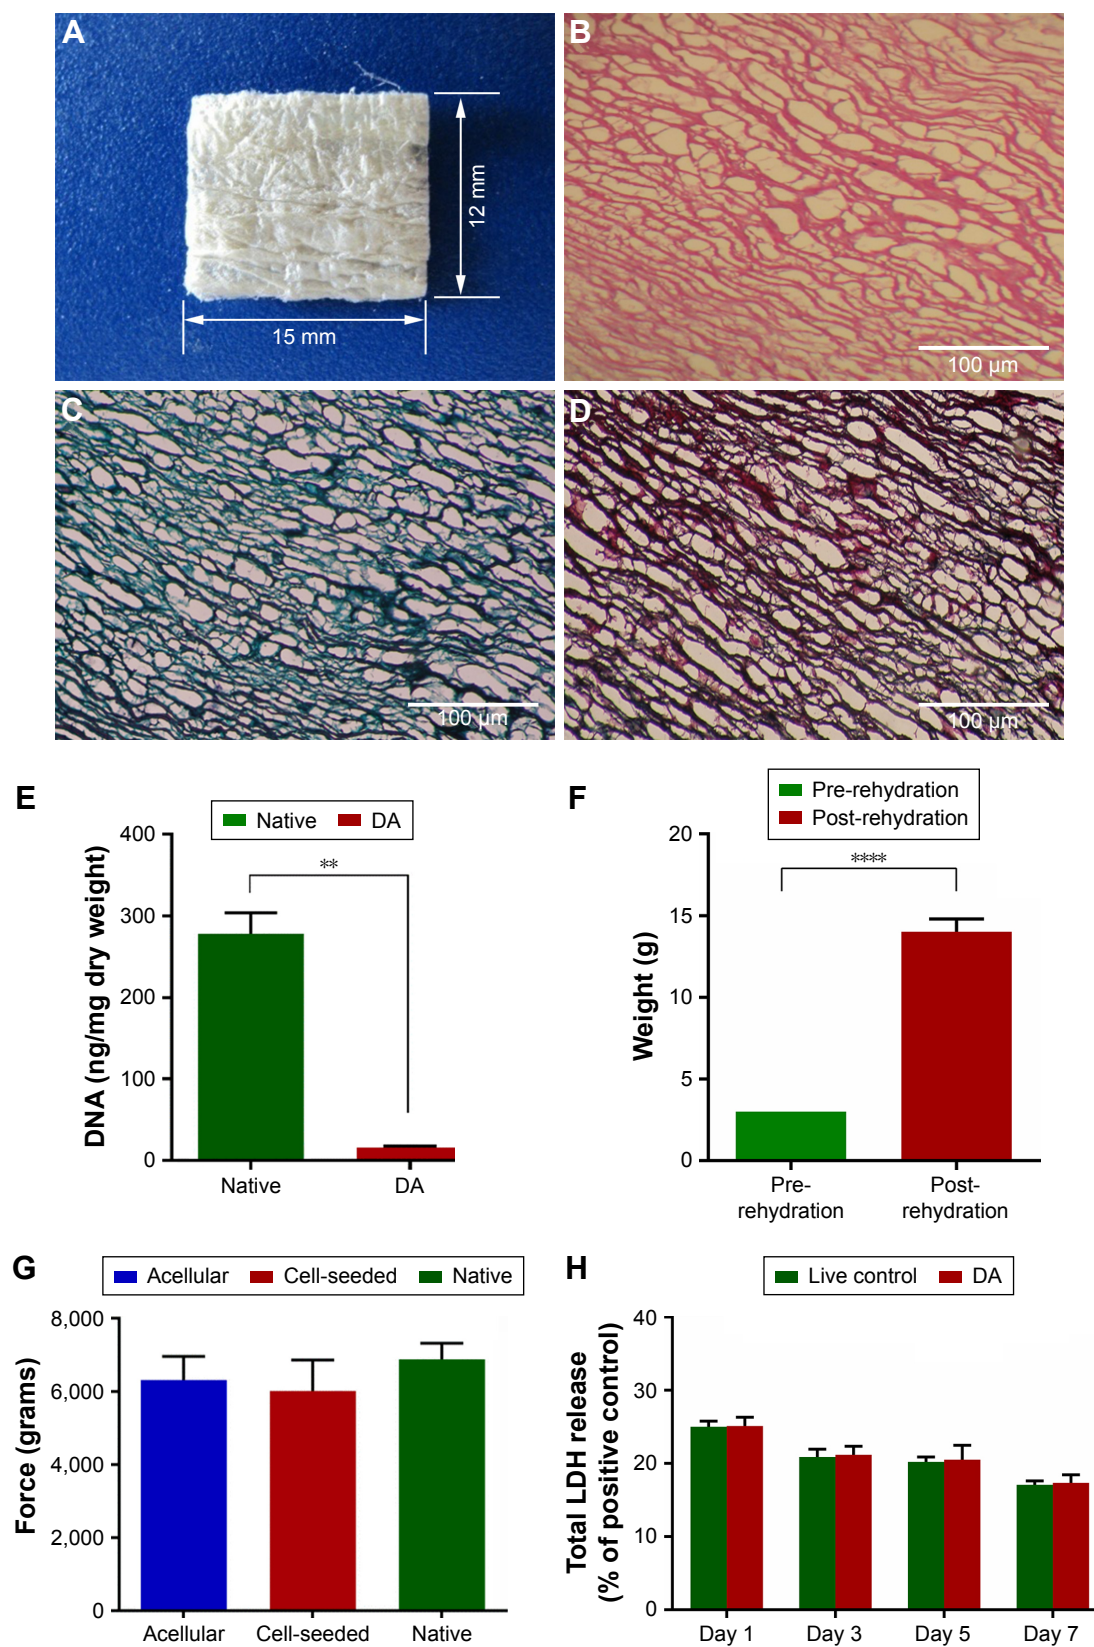 A
12 mm
15 mm
B
100 µm
C
100 µm
D
100 µm
E
Native DA
400
300
200
100
0
DNA (ng/mg dry weight)
**
Native DA
F
Pre-rehydration
Post-rehydration
20
15
10
5
0
Weight (g)
****
Pre- Post-
rehydration rehydration
G
Acellular Cell-seeded Native
8,000
6,000
4,000
2,000
0
Force (grams)
Acellular Cell-seeded Native
H
Live control DA
40
30
20
10
0
Total LDH release
(% of positive control)
Day 1 Day 3 Day 5 Day 7